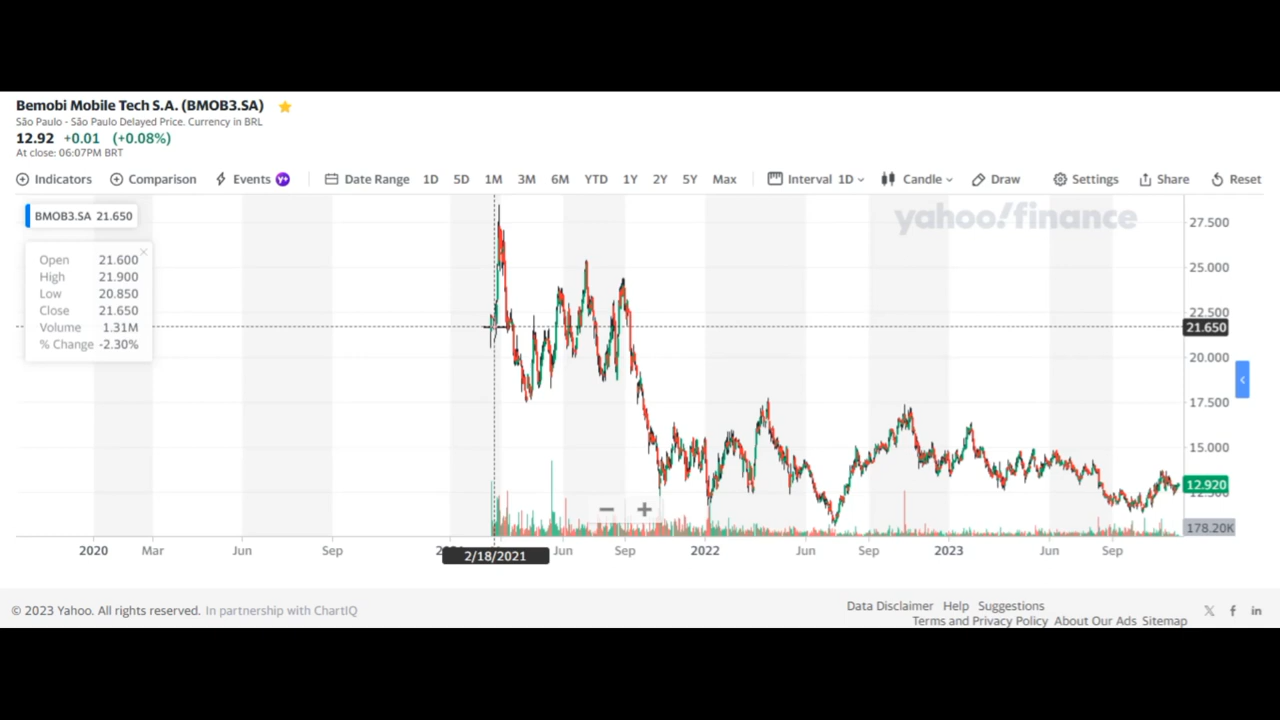 Bemobi Mobile Tech S.A. (BMOB3.SA)
São Paulo - São Paulo Delayed Price. Currency in BRL
12.92 +0.01 (+0.08%)
At close: 06:07PM BRT
Indicators Comparison Events Y+ Date Range 1D 5D 1M 3M 6M YTD 1Y 2Y 5Y Max Interval 1D Candle Draw Settings Share Reset
BMOB3.SA 21.650
yahoo!finance
Open 21.600
High 21.900
Low 20.850
Close 21.650
Volume 1.31M
% Change -2.30%
27.500
25.000
22.500
21.650
20.000
17.500
15.000
12.920
12.500
178.20K
2020 Mar Jun Sep 2/18/2021 Jun Sep 2022 Jun Sep 2023 Jun Sep
© 2023 Yahoo. All rights reserved. In partnership with ChartIQ
Data Disclaimer Help Suggestions
Terms and Privacy Policy About Our Ads Sitemap